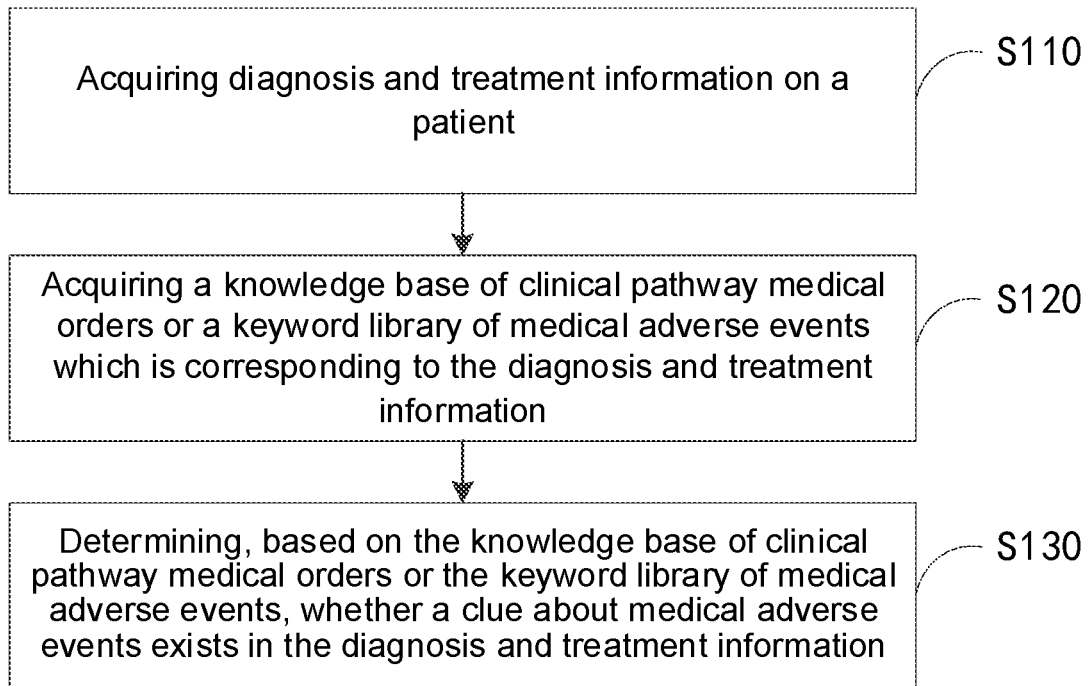 Acquiring diagnosis and treatment information on a
patient
S110
Acquiring a knowledge base of clinical pathway medical
orders or a keyword library of medical adverse events
which is corresponding to the diagnosis and treatment
information
S120
Determining, based on the knowledge base of clinical
pathway medical orders or the keyword library of medical
adverse events, whether a clue about medical adverse
events exists in the diagnosis and treatment information
S130